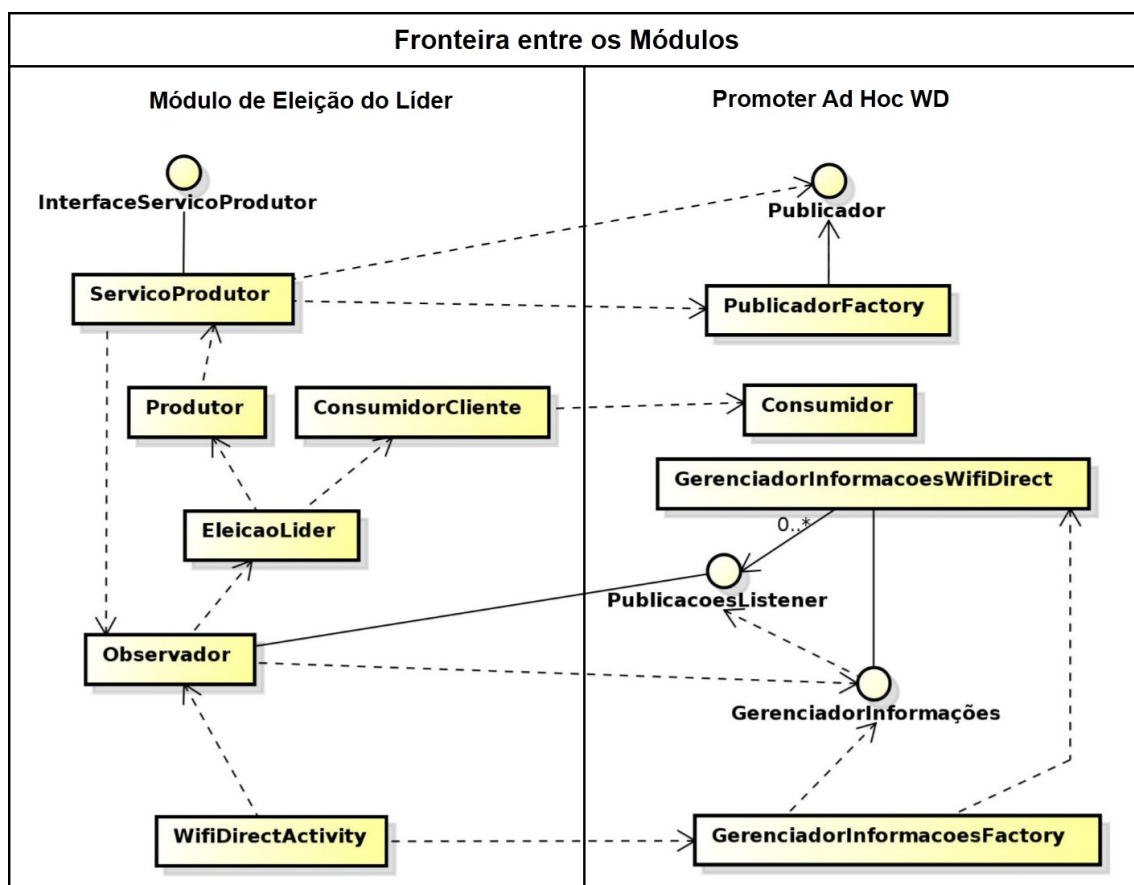 Fronteira entre os Módulos
Módulo de Eleição do Líder
Promoter Ad Hoc WD
InterfaceServicoProdutor
Publicador
ServicoProdutor
PublicadorFactory
Produtor
ConsumidorCliente
Consumidor
GerenciadorInformacoesWifiDirect
EleicaoLider
0..*
PublicacoesListener
Observador
GerenciadorInformações
WifiDirectActivity
GerenciadorInformacoesFactory